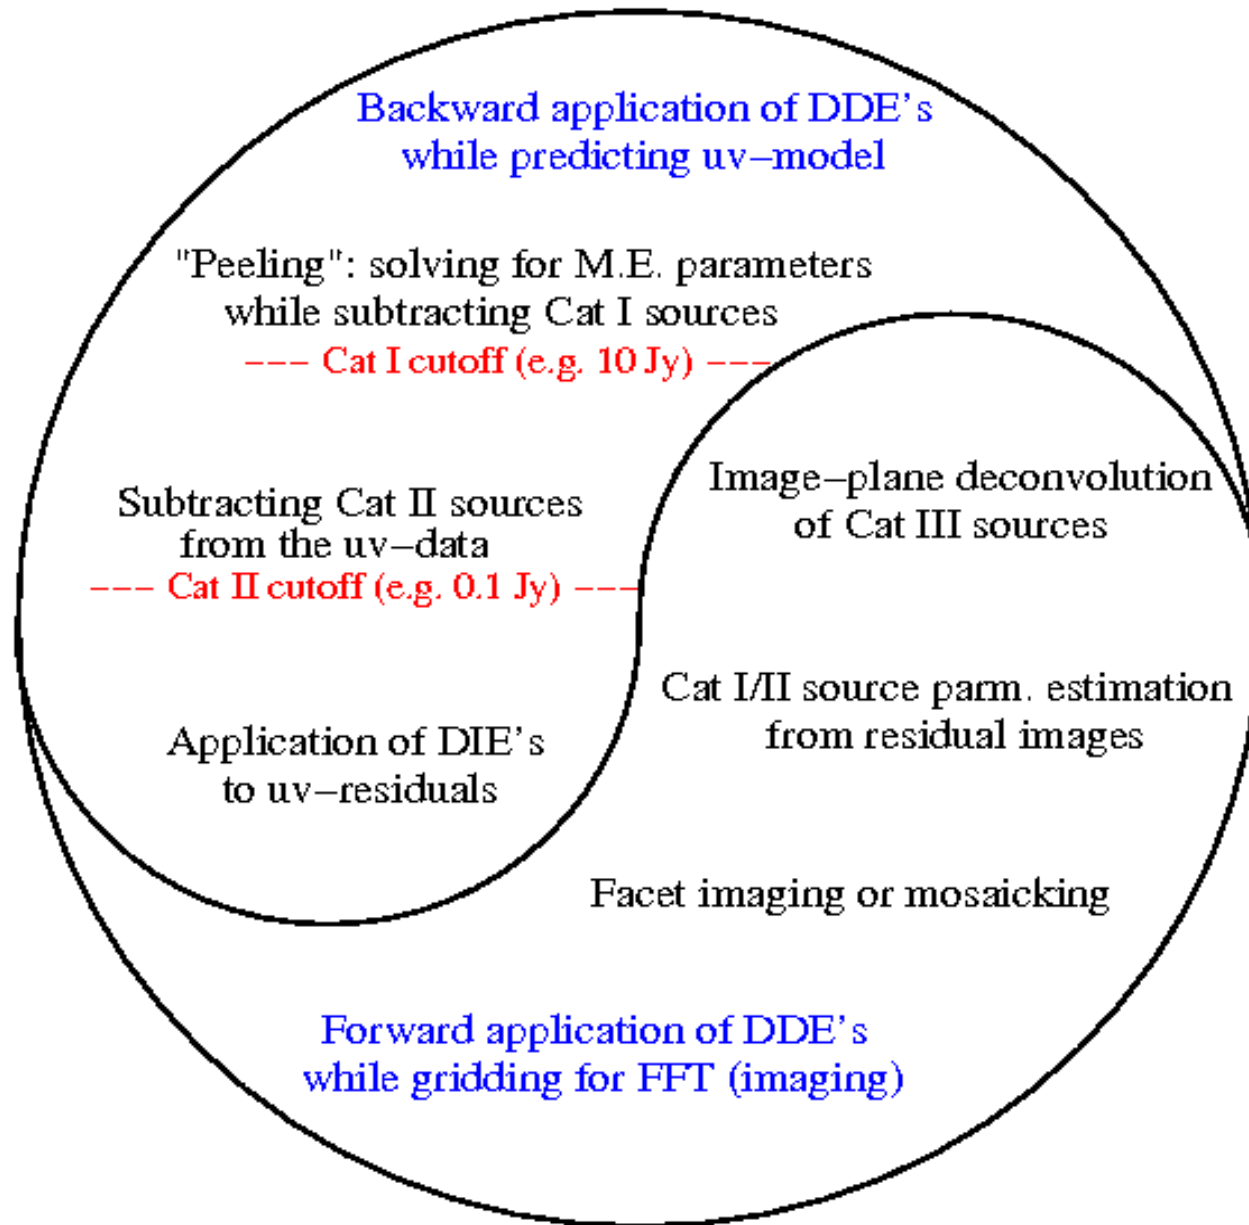 Backward application of DDE's
while predicting uv−model
"Peeling": solving for M.E. parameters
while subtracting Cat I sources
−−− Cat I cutoff (e.g. 10 Jy) −−−
Subtracting Cat II sources
from the uv−data
−−− Cat II cutoff (e.g. 0.1 Jy) −−−
Application of DIE's
to uv−residuals
Image−plane deconvolution
of Cat III sources
Cat I/II source parm. estimation
from residual images
Facet imaging or mosaicking
Forward application of DDE's
while gridding for FFT (imaging)